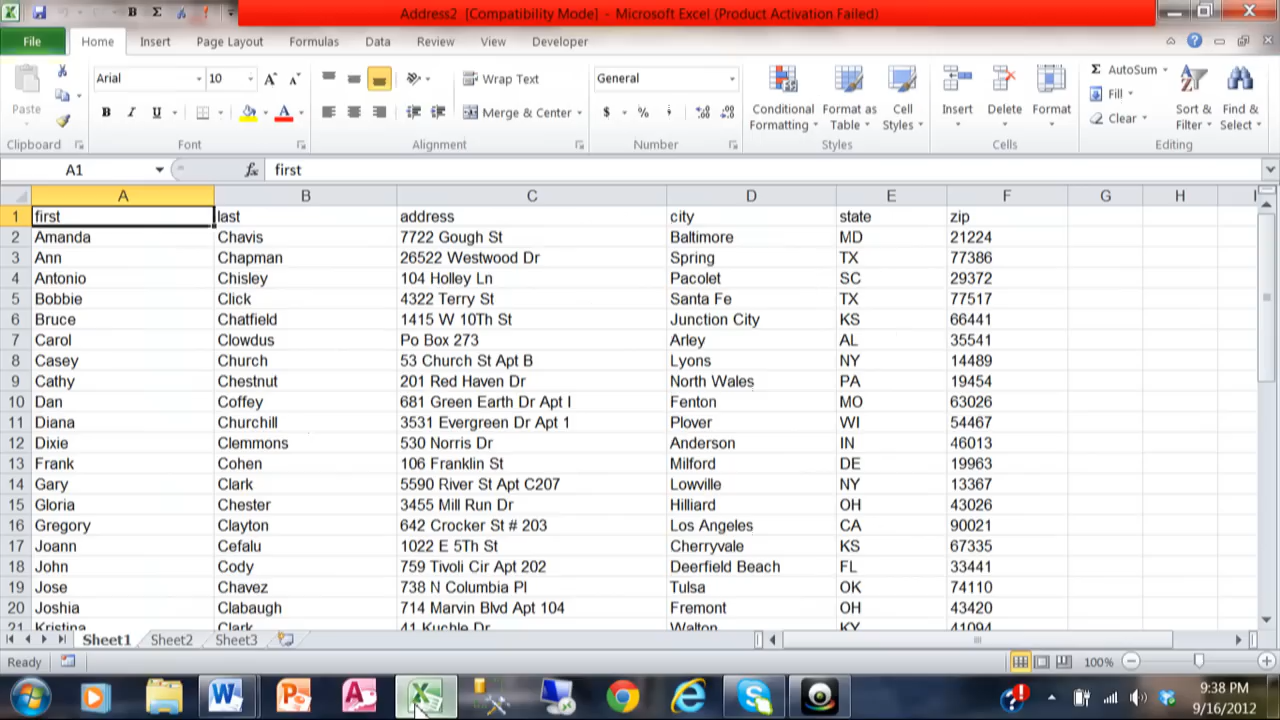 Address2 [Compatibility Mode] - Microsoft Excel (Product Activation Failed)
File Home Insert Page Layout Formulas Data Review View Developer
Arial 10 Wrap Text General AutoSum
Paste Fill
B I U Merge & Center $ % Conditional Formatting Format as Table Cell Styles Insert Delete Format Clear Sort & Filter Find & Select
Clipboard Font Alignment Number Styles Cells Editing
A1 fx first
A B C D E F G H I
1 first last address city state zip
2 Amanda Chavis 7722 Gough St Baltimore MD 21224
3 Ann Chapman 26522 Westwood Dr Spring TX 77386
4 Antonio Chisley 104 Holley Ln Pacolet SC 29372
5 Bobbie Click 4322 Terry St Santa Fe TX 77517
6 Bruce Chatfield 1415 W 10Th St Junction City KS 66441
7 Carol Clowdus Po Box 273 Arley AL 35541
8 Casey Church 53 Church St Apt B Lyons NY 14489
9 Cathy Chestnut 201 Red Haven Dr North Wales PA 19454
10 Dan Coffey 681 Green Earth Dr Apt I Fenton MO 63026
11 Diana Churchill 3531 Evergreen Dr Apt 1 Plover WI 54467
12 Dixie Clemmons 530 Norris Dr Anderson IN 46013
13 Frank Cohen 106 Franklin St Milford DE 19963
14 Gary Clark 5590 River St Apt C207 Lowville NY 13367
15 Gloria Chester 3455 Mill Run Dr Hilliard OH 43026
16 Gregory Clayton 642 Crocker St # 203 Los Angeles CA 90021
17 Joann Cefalu 1022 E 5Th St Cherryvale KS 67335
18 John Cody 759 Tivoli Cir Apt 202 Deerfield Beach FL 33441
19 Jose Chavez 738 N Columbia Pl Tulsa OK 74110
20 Joshia Clabaugh 714 Marvin Blvd Apt 104 Fremont OH 43420
21 Kristina Clark 41 Kuchle Dr Walton KY 41094
Sheet1 Sheet2 Sheet3
Ready 100%
9:38 PM
9/16/2012